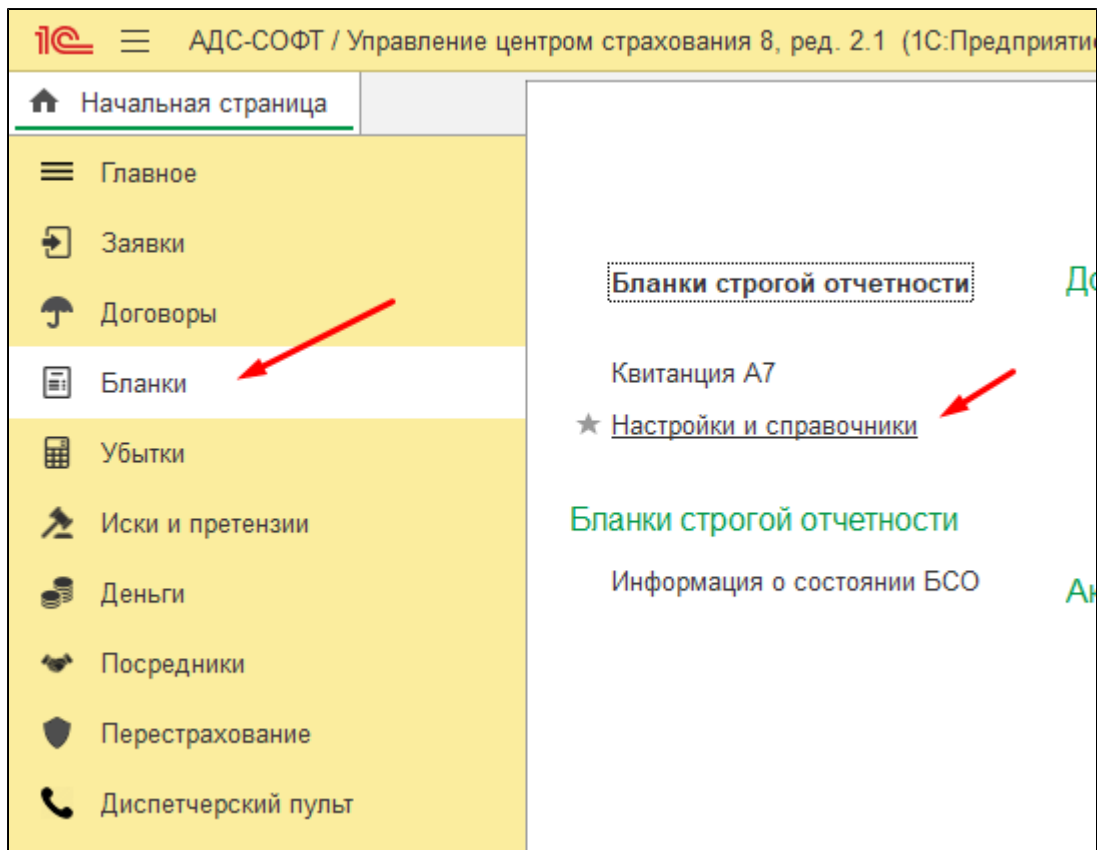 1С АДС-СОФТ / Управление центром страхования 8, ред. 2.1 (1С:Предприяти
Начальная страница
Главное
Заявки
Договоры
Бланки
Убытки
Иски и претензии
Деньги
Посредники
Перестрахование
Диспетчерский пульт
Бланки строгой отчетности
Квитанция А7
Настройки и справочники
Бланки строгой отчетности
Информация о состоянии БСО